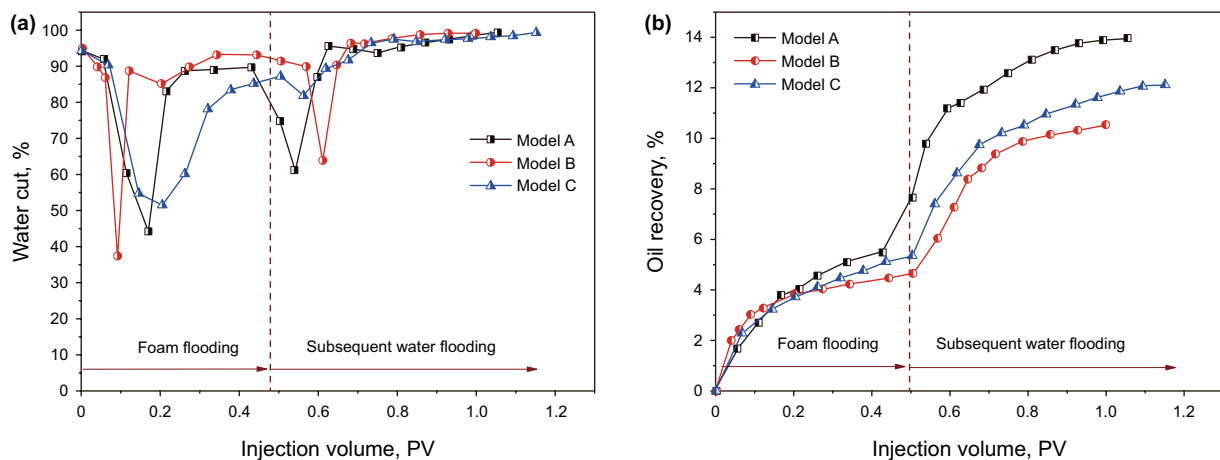 (a)
100
90
80
70
60
50
40
30
20
10
0
Water cut, %
Model A
Model B
Model C
Foam flooding
Subsequent water flooding
0
0.2
0.4
0.6
0.8
1.0
1.2
Injection volume, PV
(b)
14
12
10
8
6
4
2
0
Oil recovery, %
Model A
Model B
Model C
Foam flooding
Subsequent water flooding
0
0.2
0.4
0.6
0.8
1.0
1.2
Injection volume, PV